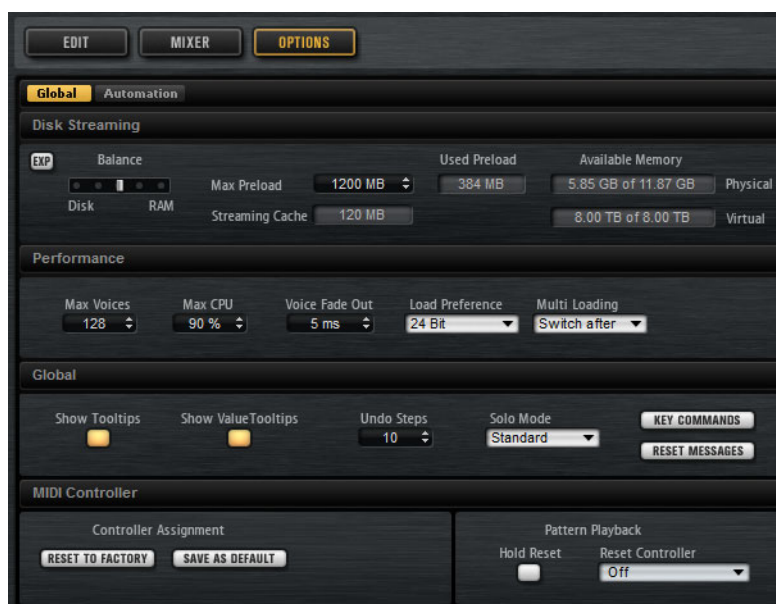 EDIT MIXER OPTIONS
Global Automation
Disk Streaming
EXP Balance Used Preload Available Memory
Max Preload 1200 MB 384 MB 5.85 GB of 11.87 GB Physical
Disk RAM
Streaming Cache 120 MB 8.00 TB of 8.00 TB Virtual
Performance
Max Voices Max CPU Voice Fade Out Load Preference Multi Loading
128 90 % 5 ms 24 Bit Switch after
Global
Show Tooltips Show ValueTooltips Undo Steps Solo Mode KEY COMMANDS
10 Standard
RESET MESSAGES
MIDI Controller
Controller Assignment Pattern Playback
Hold Reset Reset Controller
RESET TO FACTORY SAVE AS DEFAULT Off